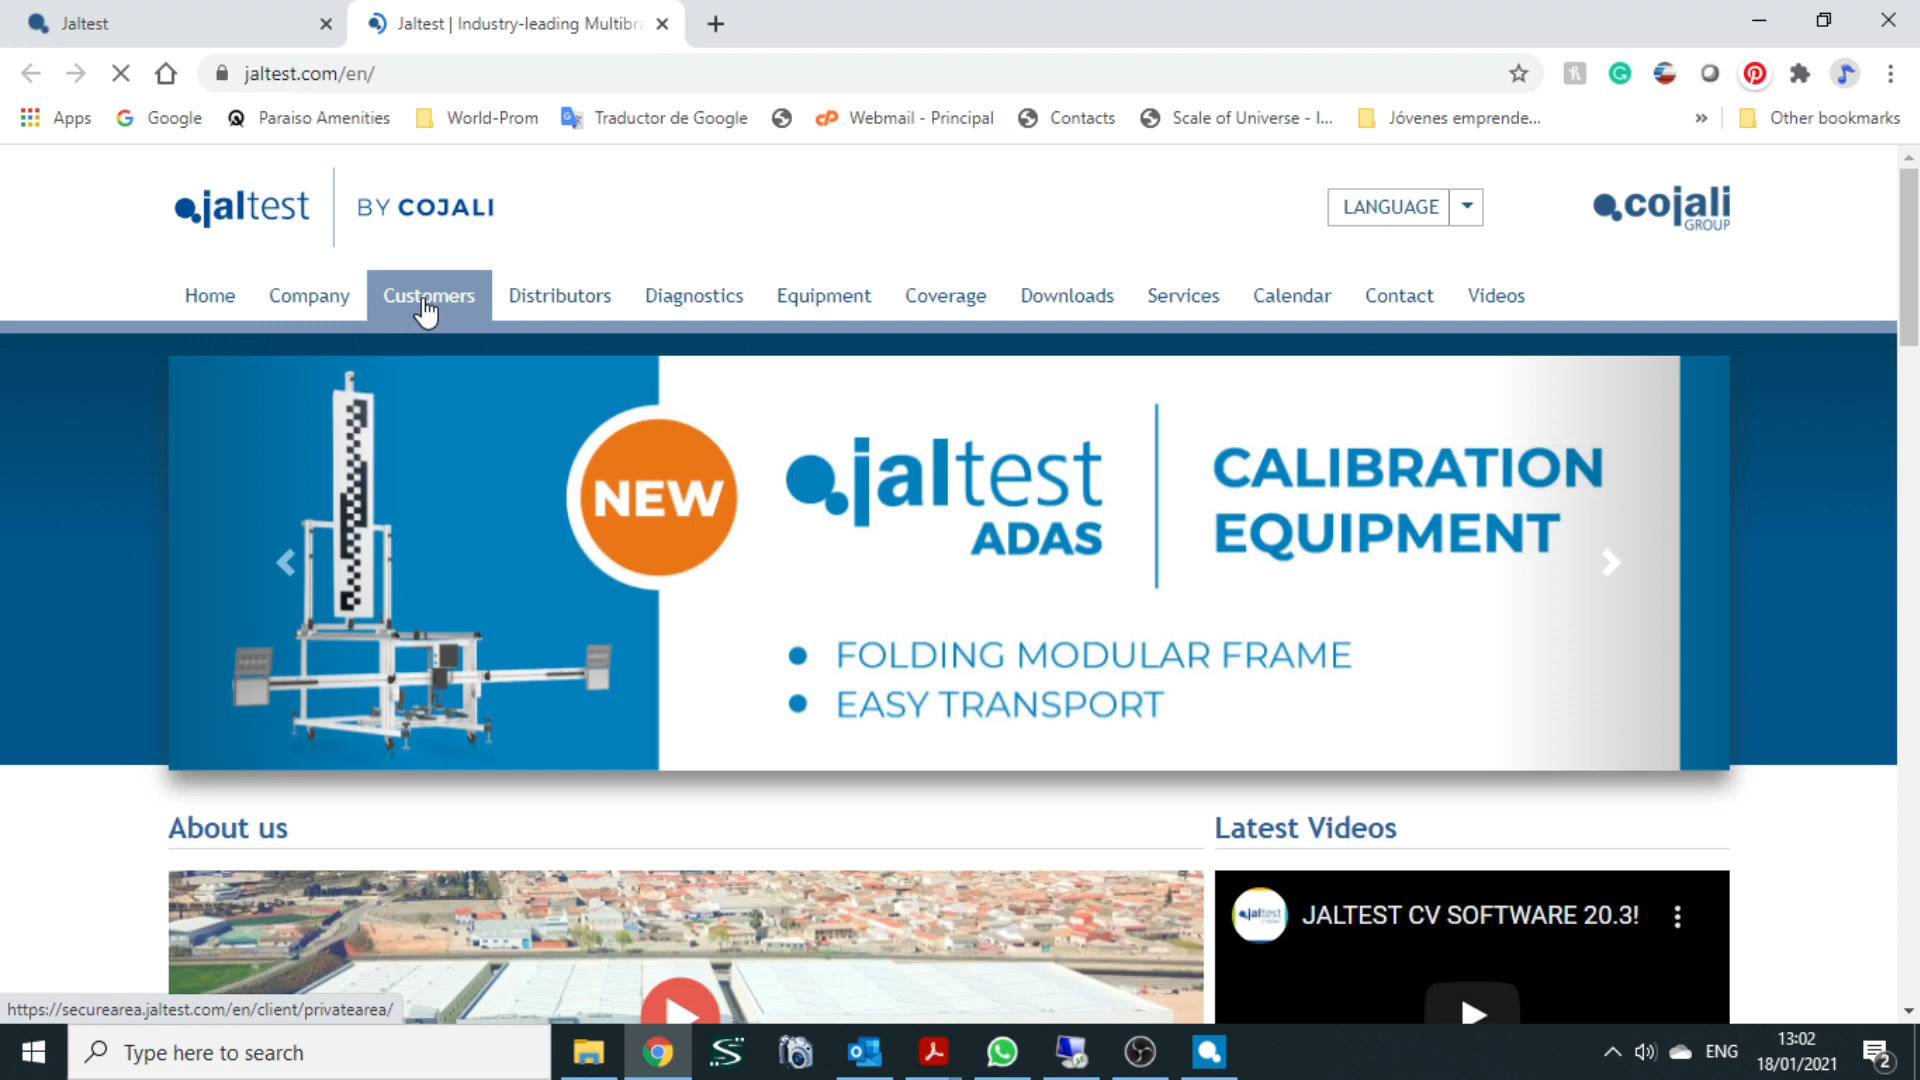 Jaltest
Jaltest | Industry-leading Multibra
jaltest.com/en/
Apps Google Paraiso Amenities World-Prom Traductor de Google Webmail - Principal Contacts Scale of Universe - I... Jóvenes emprende... » Other bookmarks
jaltest BY COJALI
LANGUAGE
cojali GROUP
Home Company Customers Distributors Diagnostics Equipment Coverage Downloads Services Calendar Contact Videos
NEW
jaltest ADAS
CALIBRATION
EQUIPMENT
FOLDING MODULAR FRAME
EASY TRANSPORT
About us
Latest Videos
jaltest
JALTEST CV SOFTWARE 20.3!
https://securearea.jaltest.com/en/client/privatearea/
Type here to search
ENG
13:02
18/01/2021
2